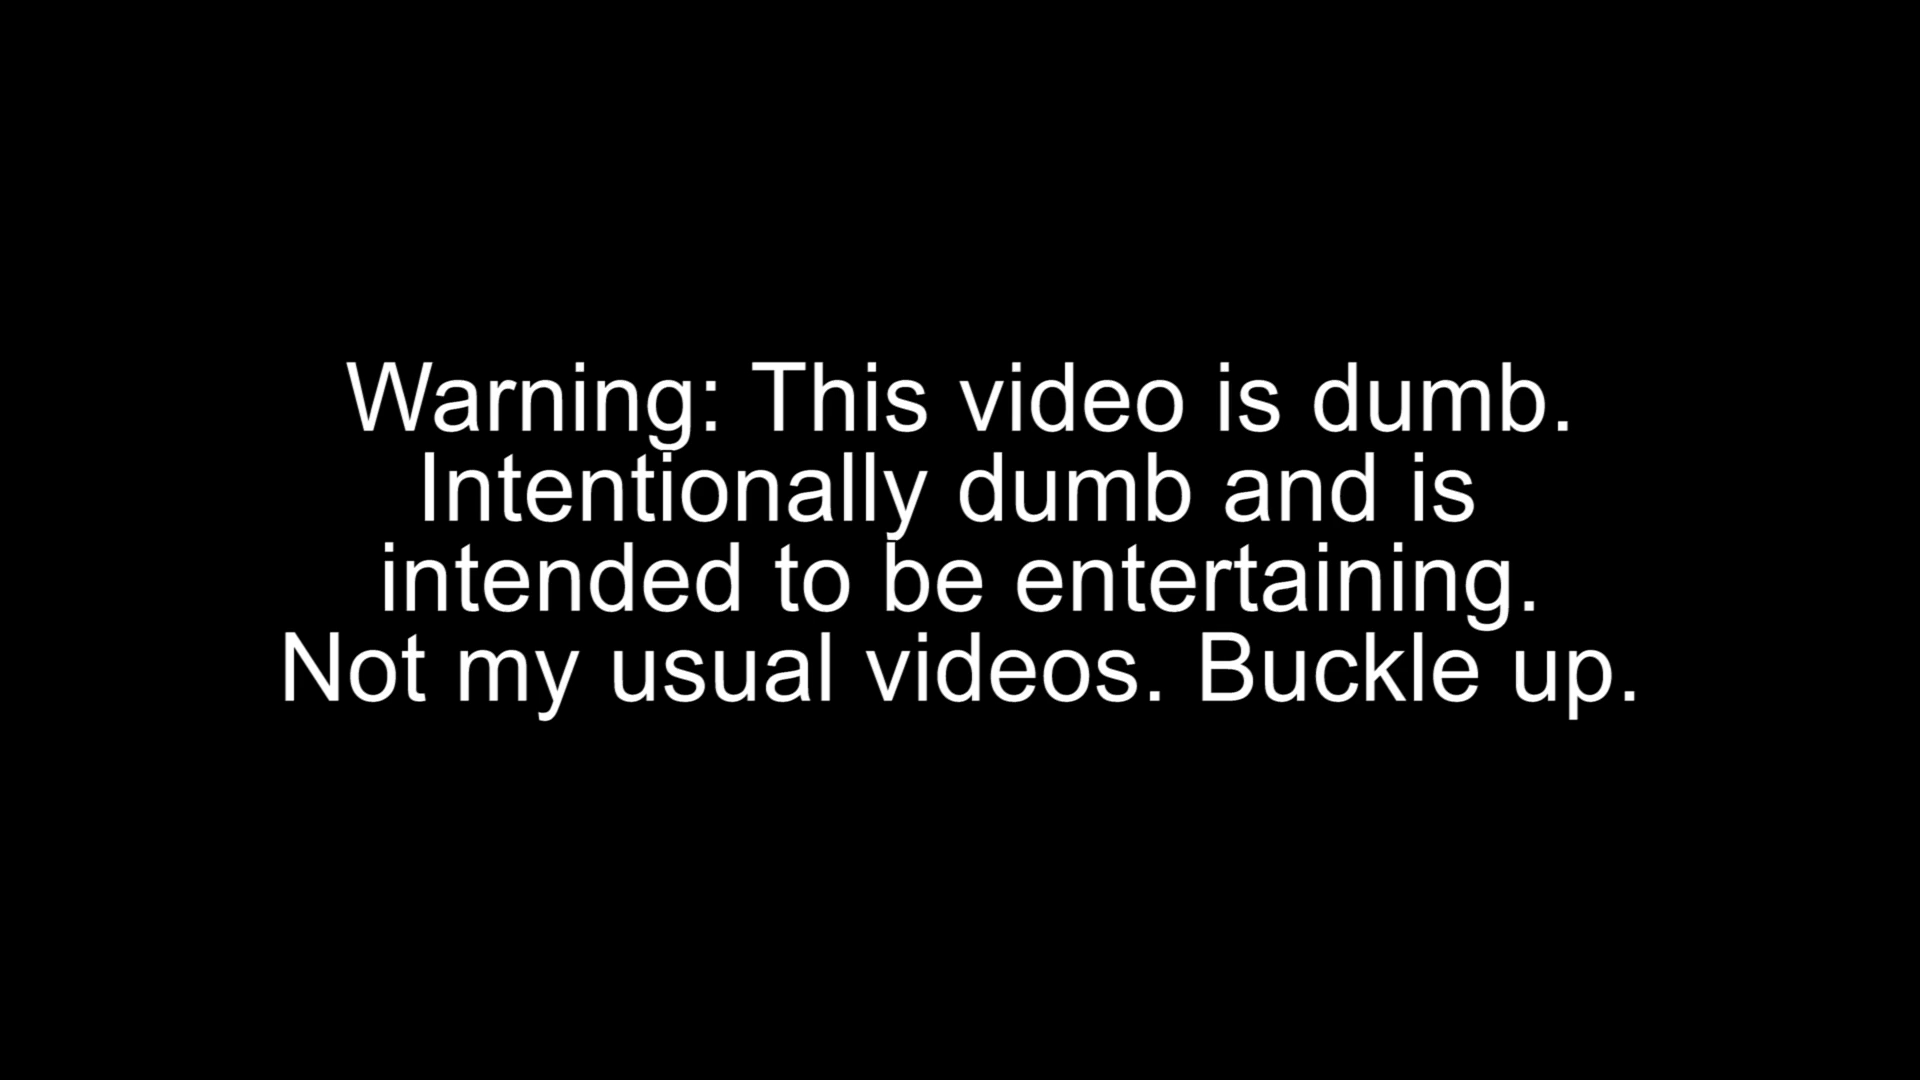 Warning: This video is dumb.
Intentionally dumb and is
intended to be entertaining.
Not my usual videos. Buckle up.